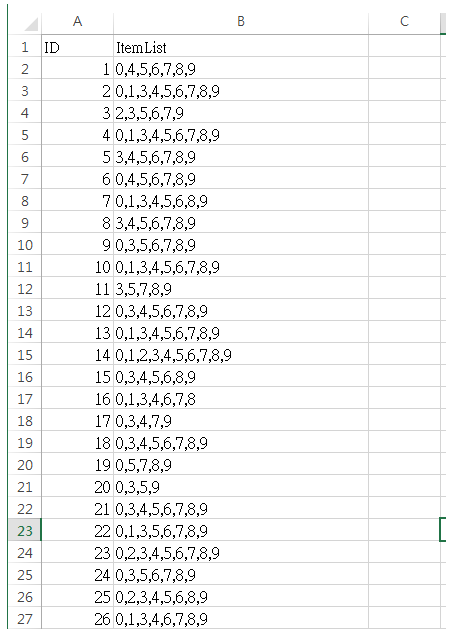 A B C
1 ID ItemList
2 1 0,4,5,6,7,8,9
3 2 0,1,3,4,5,6,7,8,9
4 3 2,3,5,6,7,9
5 4 0,1,3,4,5,6,7,8,9
6 5 3,4,5,6,7,8,9
7 6 0,4,5,6,7,8,9
8 7 0,1,3,4,5,6,8,9
9 8 3,4,5,6,7,8,9
10 9 0,3,5,6,7,8,9
11 10 0,1,3,4,5,6,7,8,9
12 11 3,5,7,8,9
13 12 0,3,4,5,6,7,8,9
14 13 0,1,3,4,5,6,7,8,9
15 14 0,1,2,3,4,5,6,7,8,9
16 15 0,3,4,5,6,8,9
17 16 0,1,3,4,6,7,8
18 17 0,3,4,7,9
19 18 0,3,4,5,6,7,8,9
20 19 0,5,7,8,9
21 20 0,3,5,9
22 21 0,3,4,5,6,7,8,9
23 22 0,1,3,5,6,7,8,9
24 23 0,2,3,4,5,6,7,8,9
25 24 0,3,5,6,7,8,9
26 25 0,2,3,4,5,6,8,9
27 26 0,1,3,4,6,7,8,9